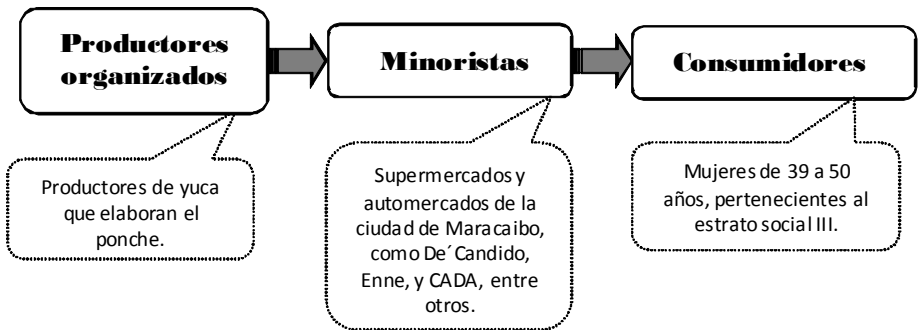 Productores
organizados
Minoristas
Consumidores
Productores de yuca
que elaboran el
ponche.
Supermercados y
automercados de la
ciudad de Maracaibo,
como De´ Candido,
Enne, y CADA, entre
otros.
Mujeres de 39 a 50
años, pertenecientes al
estrato social III.